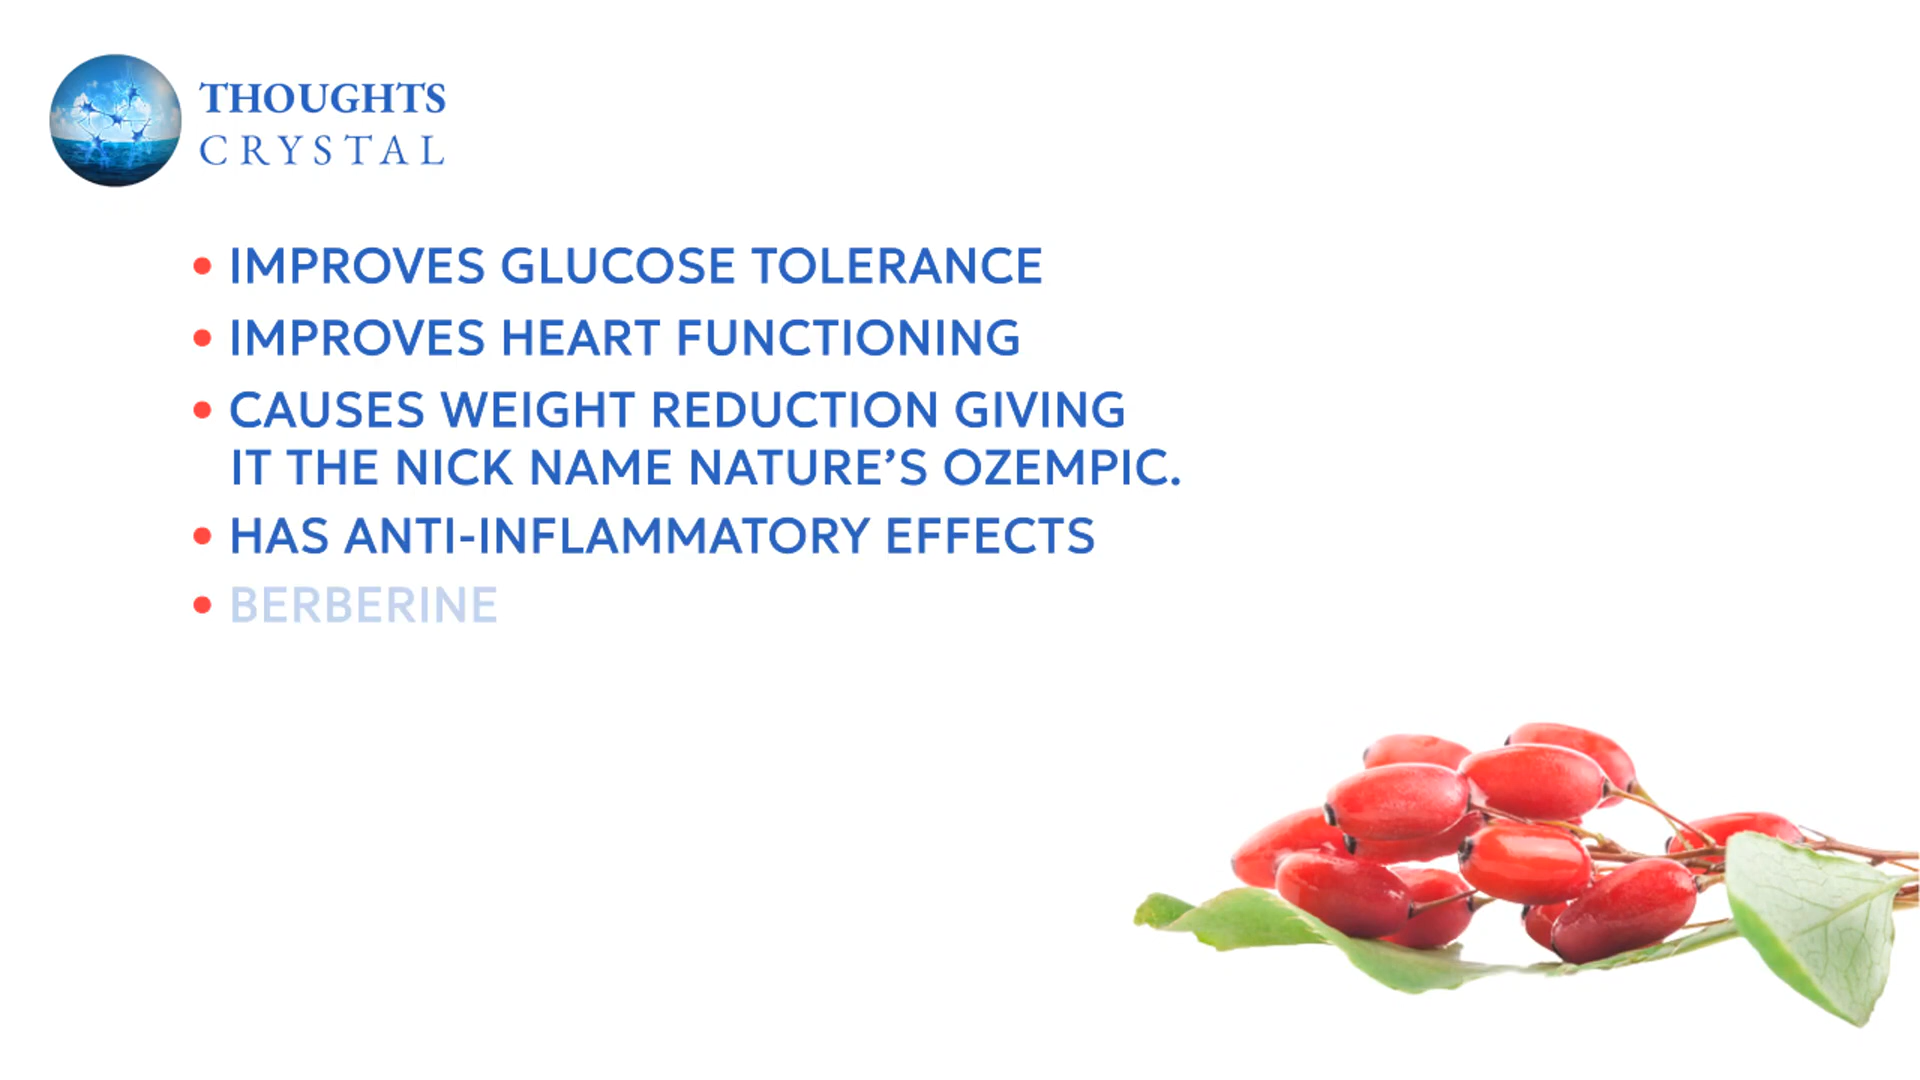 THOUGHTS
CRYSTAL
• IMPROVES GLUCOSE TOLERANCE
• IMPROVES HEART FUNCTIONING
• CAUSES WEIGHT REDUCTION GIVING
IT THE NICK NAME NATURE’S OZEMPIC.
• HAS ANTI-INFLAMMATORY EFFECTS
• BERBERINE